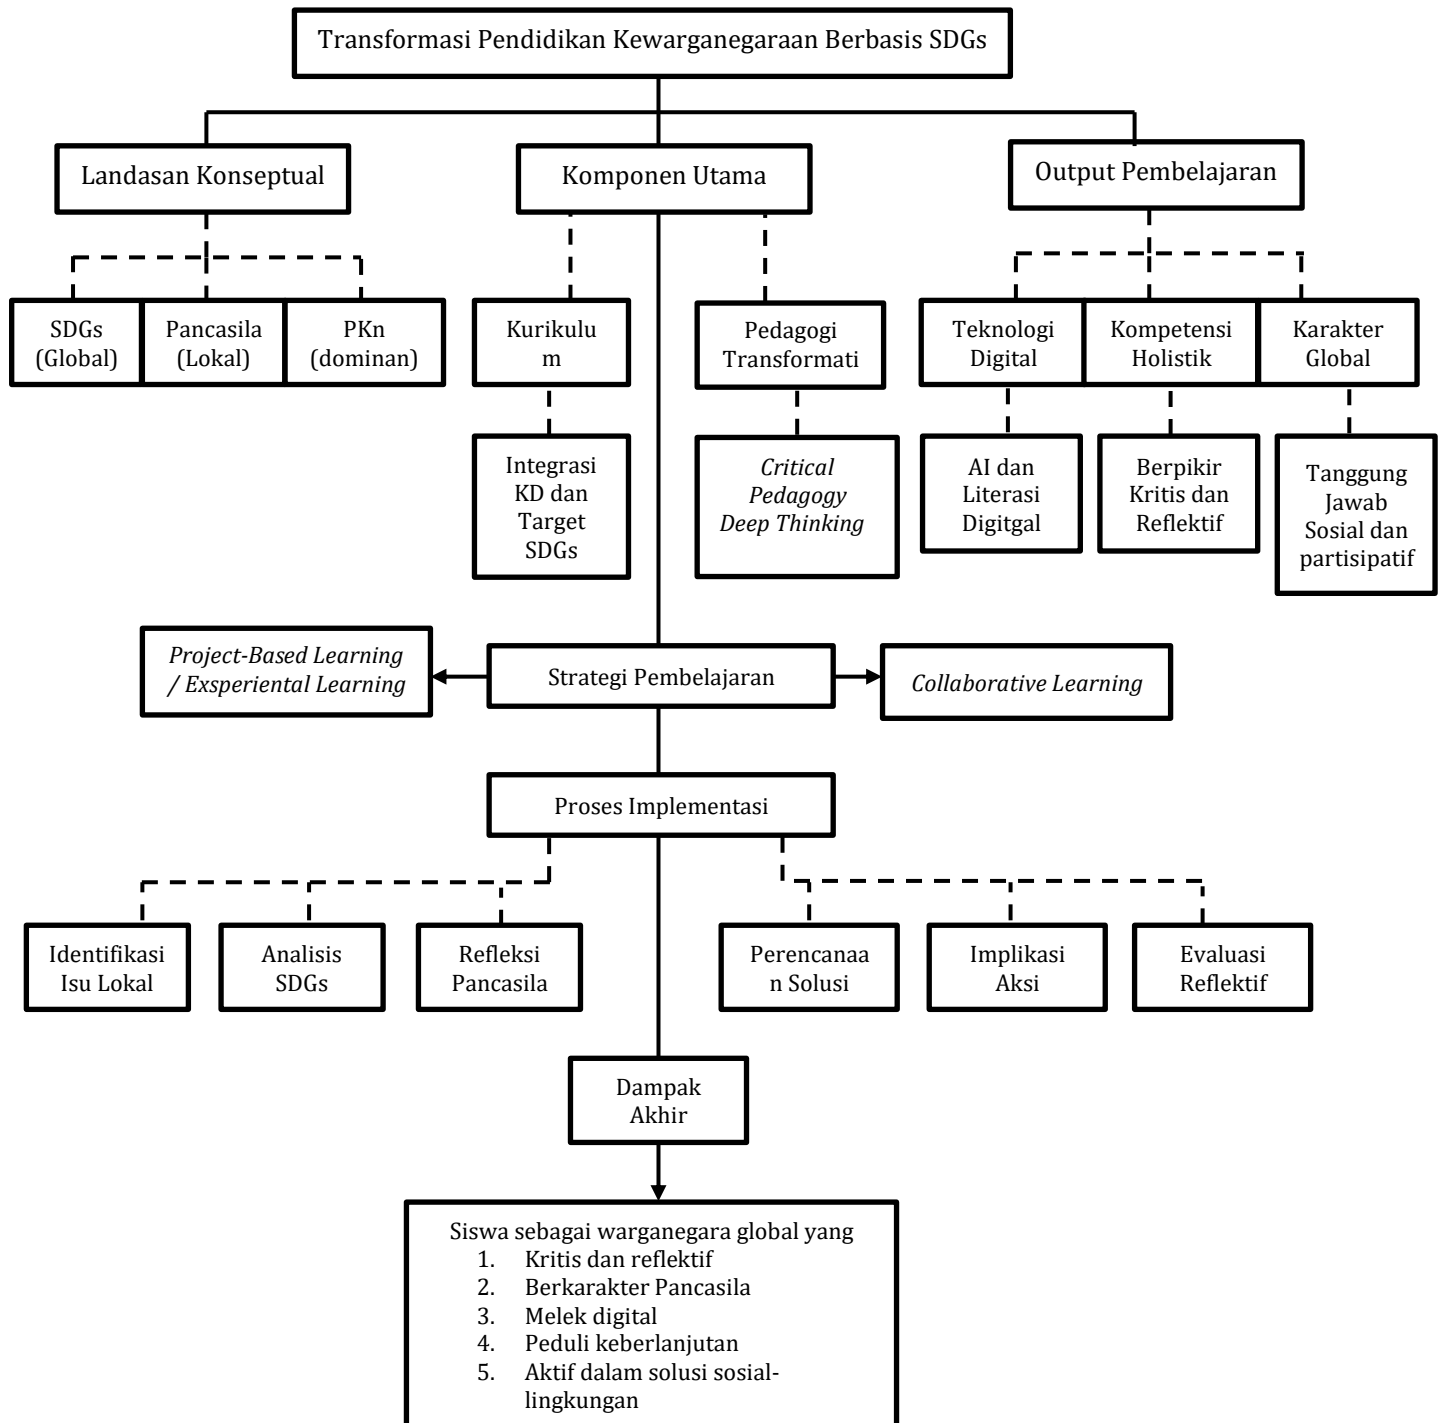 Transformasi Pendidikan Kewarganegaraan Berbasis SDGs
Landasan Konseptual
Komponen Utama
Output Pembelajaran
SDGs
(Global)
Pancasila
(Lokal)
PKn
(dominan)
Kurikulu
m
Pedagogi
Transformati
Teknologi
Digital
Kompetensi
Holistik
Karakter
Global
Integrasi
KD dan
Target
SDGs
Critical
Pedagogy
Deep Thinking
AI dan
Literasi
Digitgal
Berpikir
Kritis dan
Reflektif
Tanggung
Jawab
Sosial dan
partisipatif
Project-Based Learning
/ Exsperiental Learning
Strategi Pembelajaran
Collaborative Learning
Proses Implementasi
Identifikasi
Isu Lokal
Analisis
SDGs
Refleksi
Pancasila
Perencanaa
n Solusi
Implikasi
Aksi
Evaluasi
Reflektif
Dampak
Akhir
Siswa sebagai warganegara global yang
1. Kritis dan reflektif
2. Berkarakter Pancasila
3. Melek digital
4. Peduli keberlanjutan
5. Aktif dalam solusi sosial-
lingkungan